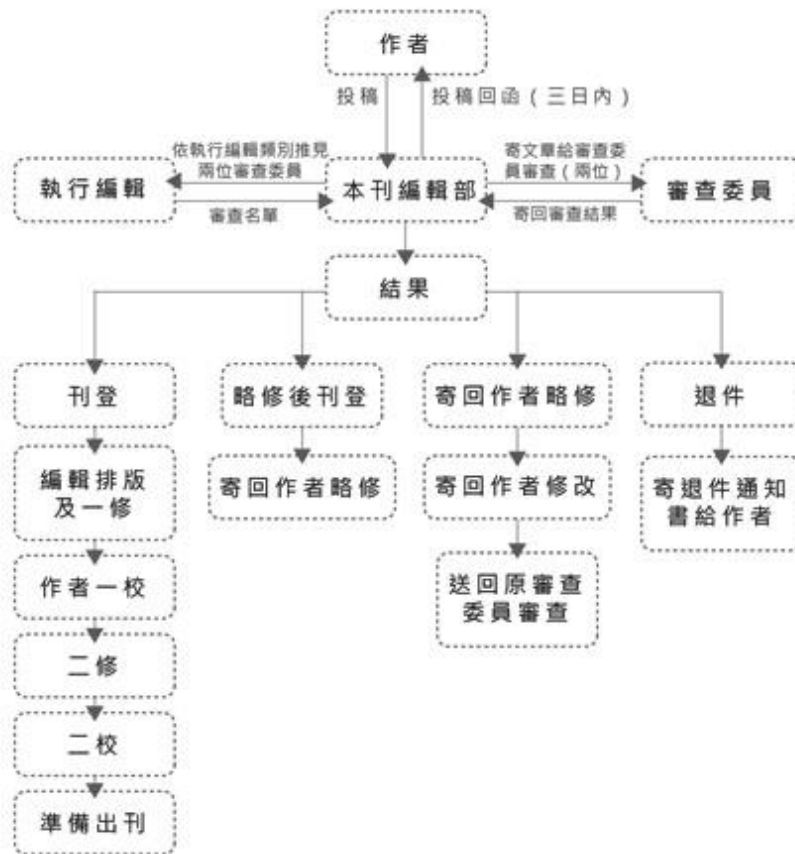 作者
投稿
投稿回函(三日內)
依執行編輯類別推見
兩位審查委員
寄文章給審查委
員審查(兩位)
執行編輯
本刊編輯部
審查委員
審查名單
寄回審查結果
結果
刊登
略修後刊登
寄回作者略修
退件
編輯排版
及一修
寄回作者略修
寄回作者修改
寄退件通知
書給作者
作者一校
送回原審查
委員審查
二修
二校
準備出刊